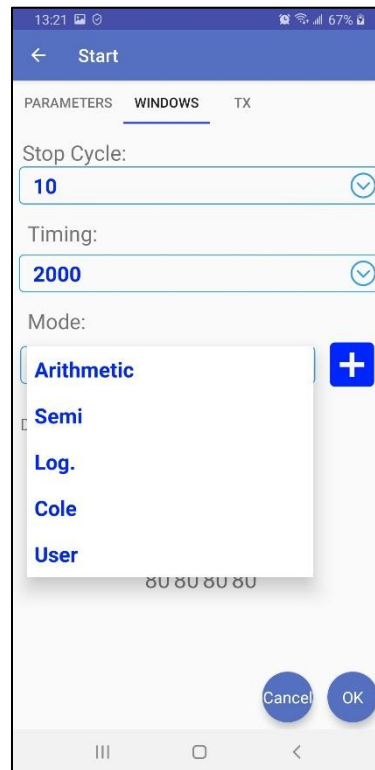 13:21 67%
Start
PARAMETERS WINDOWS TX
Stop Cycle:
10
Timing:
2000
Mode:
Arithmetic
Semi
Log.
Cole
User
80 80 80 80
Cancel OK